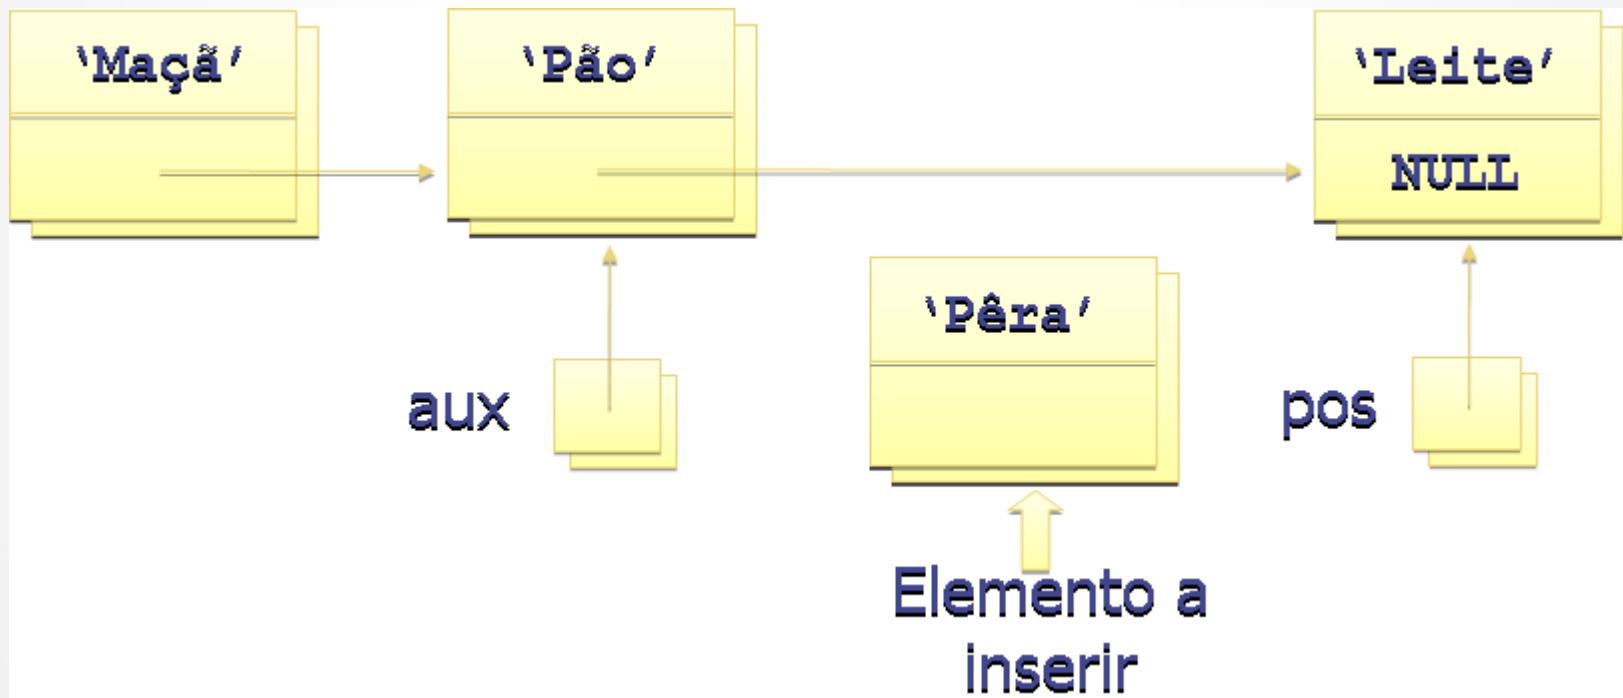 ‘Maçã’
‘Pão’
‘Leite’
NULL
‘Pêra’
aux
pos
Elemento a
inserir